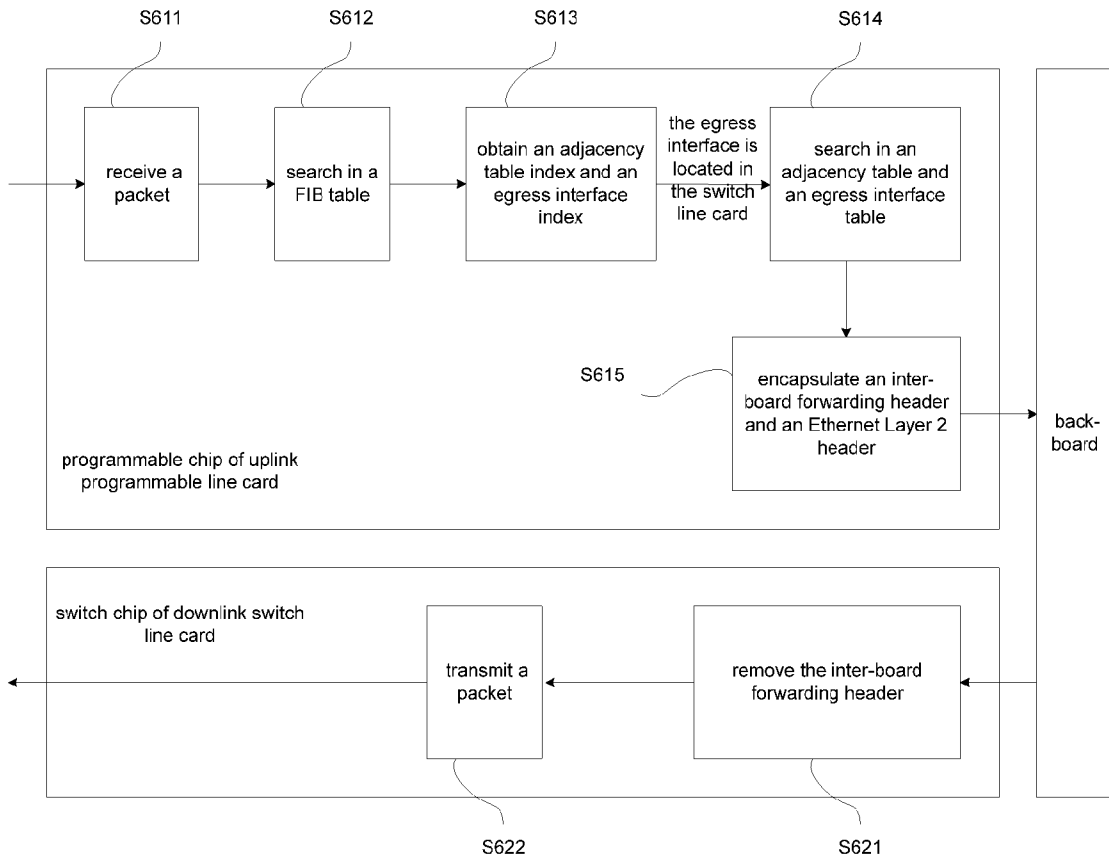 S611
S612
S613
S614
receive a
packet
search in a
FIB table
obtain an adjacency
table index and an
egress interface
index
the egress
interface is
located in
the switch
line card
search in an
adjacency table and
an egress interface
table
S615
encapsulate an inter-
board forwarding header
and an Ethernet Layer 2
header
back-
board
programmable chip of uplink
programmable line card
switch chip of downlink switch
line card
transmit a
packet
remove the inter-board
forwarding header
S622
S621